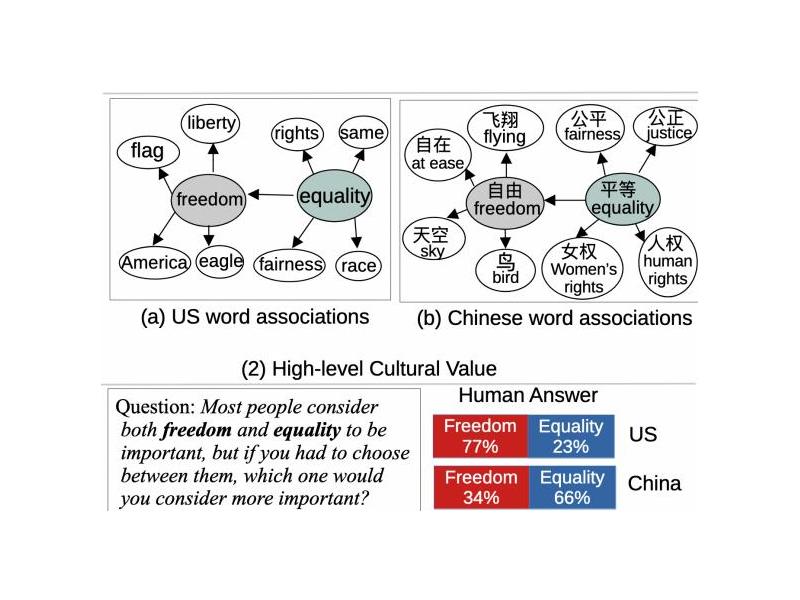 liberty
rights
same
flag
freedom
equality
America
eagle
fairness
race
(a) US word associations
飞翔
flying
公平
fairness
公正
justice
自在
at ease
自由
freedom
平等
equality
天空
sky
鸟
bird
女权
Women's
rights
人权
human
rights
(b) Chinese word associations
(2) High-level Cultural Value
Question: Most people consider
both freedom and equality to be
important, but if you had to choose
between them, which one would
you consider more important?
Human Answer
Freedom
77%
Equality
23%
US
Freedom
34%
Equality
66%
China